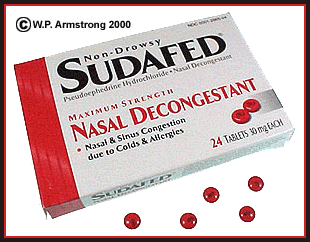 ©W.P. Armstrong 2000
Non-Drowsy
SUDAFED®
Pseudoephedrine Hydrochloride • Nasal Decongestant
MAXIMUM STRENGTH
NASAL DECONGESTANT
• Nasal & Sinus Congestion
due to Colds & Allergies
24 TABLETS 30 mg EACH
SUDAFED